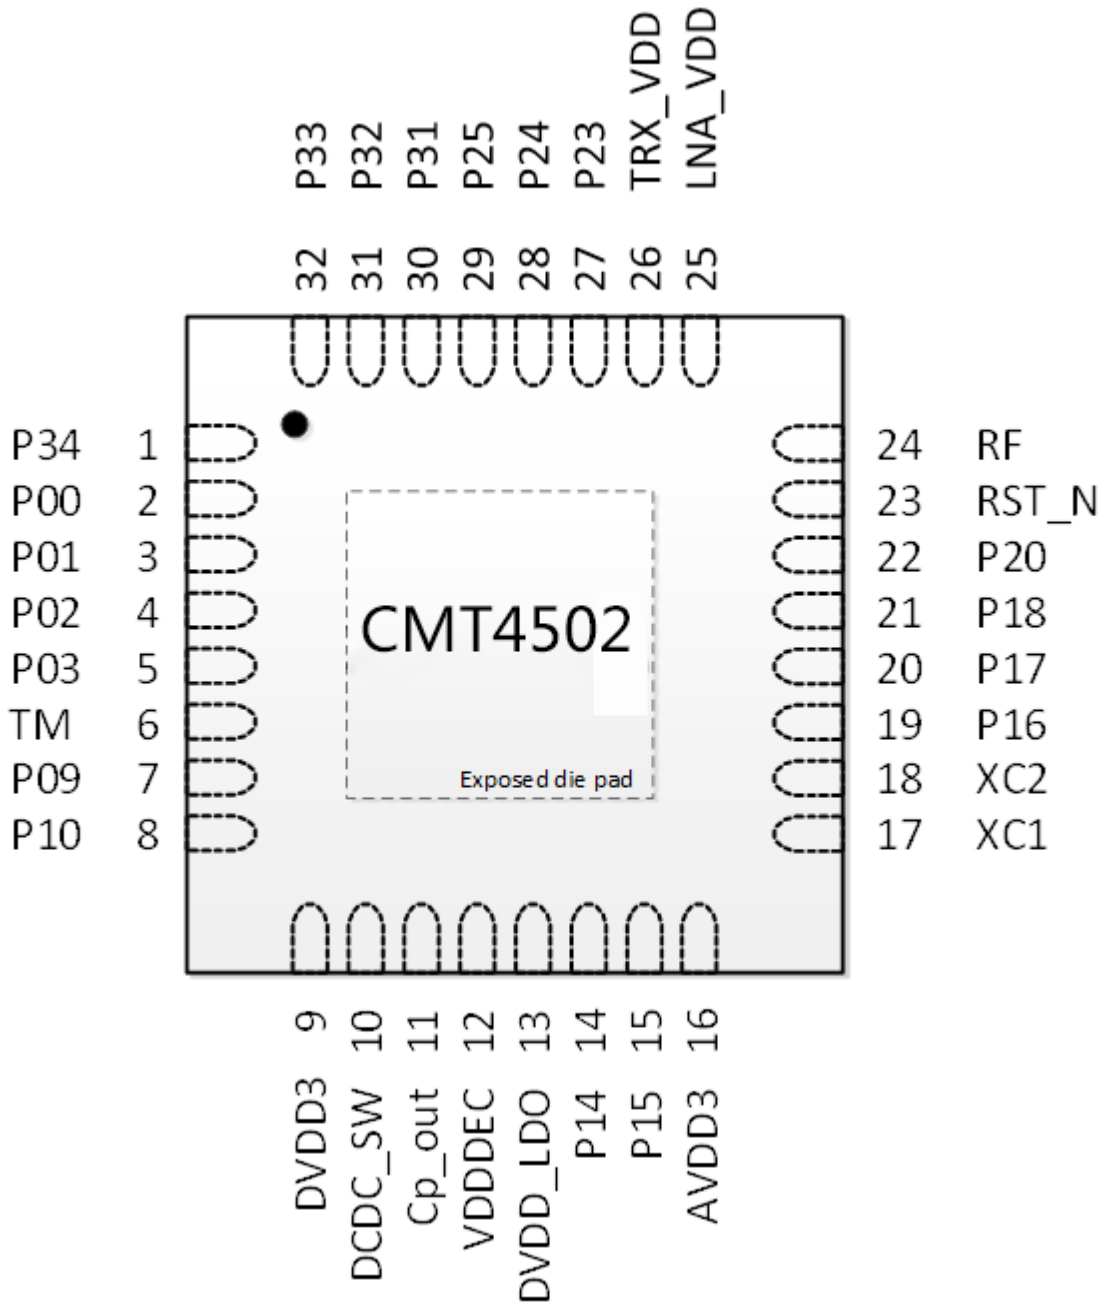 P33 P32 P31 P25 P24 P23 TRX_VDD LNA_VDD
32 31 30 29 28 27 26 25
P34 1 24 RF
P00 2 23 RST_N
P01 3 22 P20
P02 4 21 P18
P03 5 20 P17
TM 6 19 P16
P09 7 18 XC2
P10 8 17 XC1
CMT4502
Exposed die pad
9 10 11 12 13 14 15 16
DVDD3 DCDC_SW Cp_out VDDDEC DVDD_LDO P14 P15 AVDD3